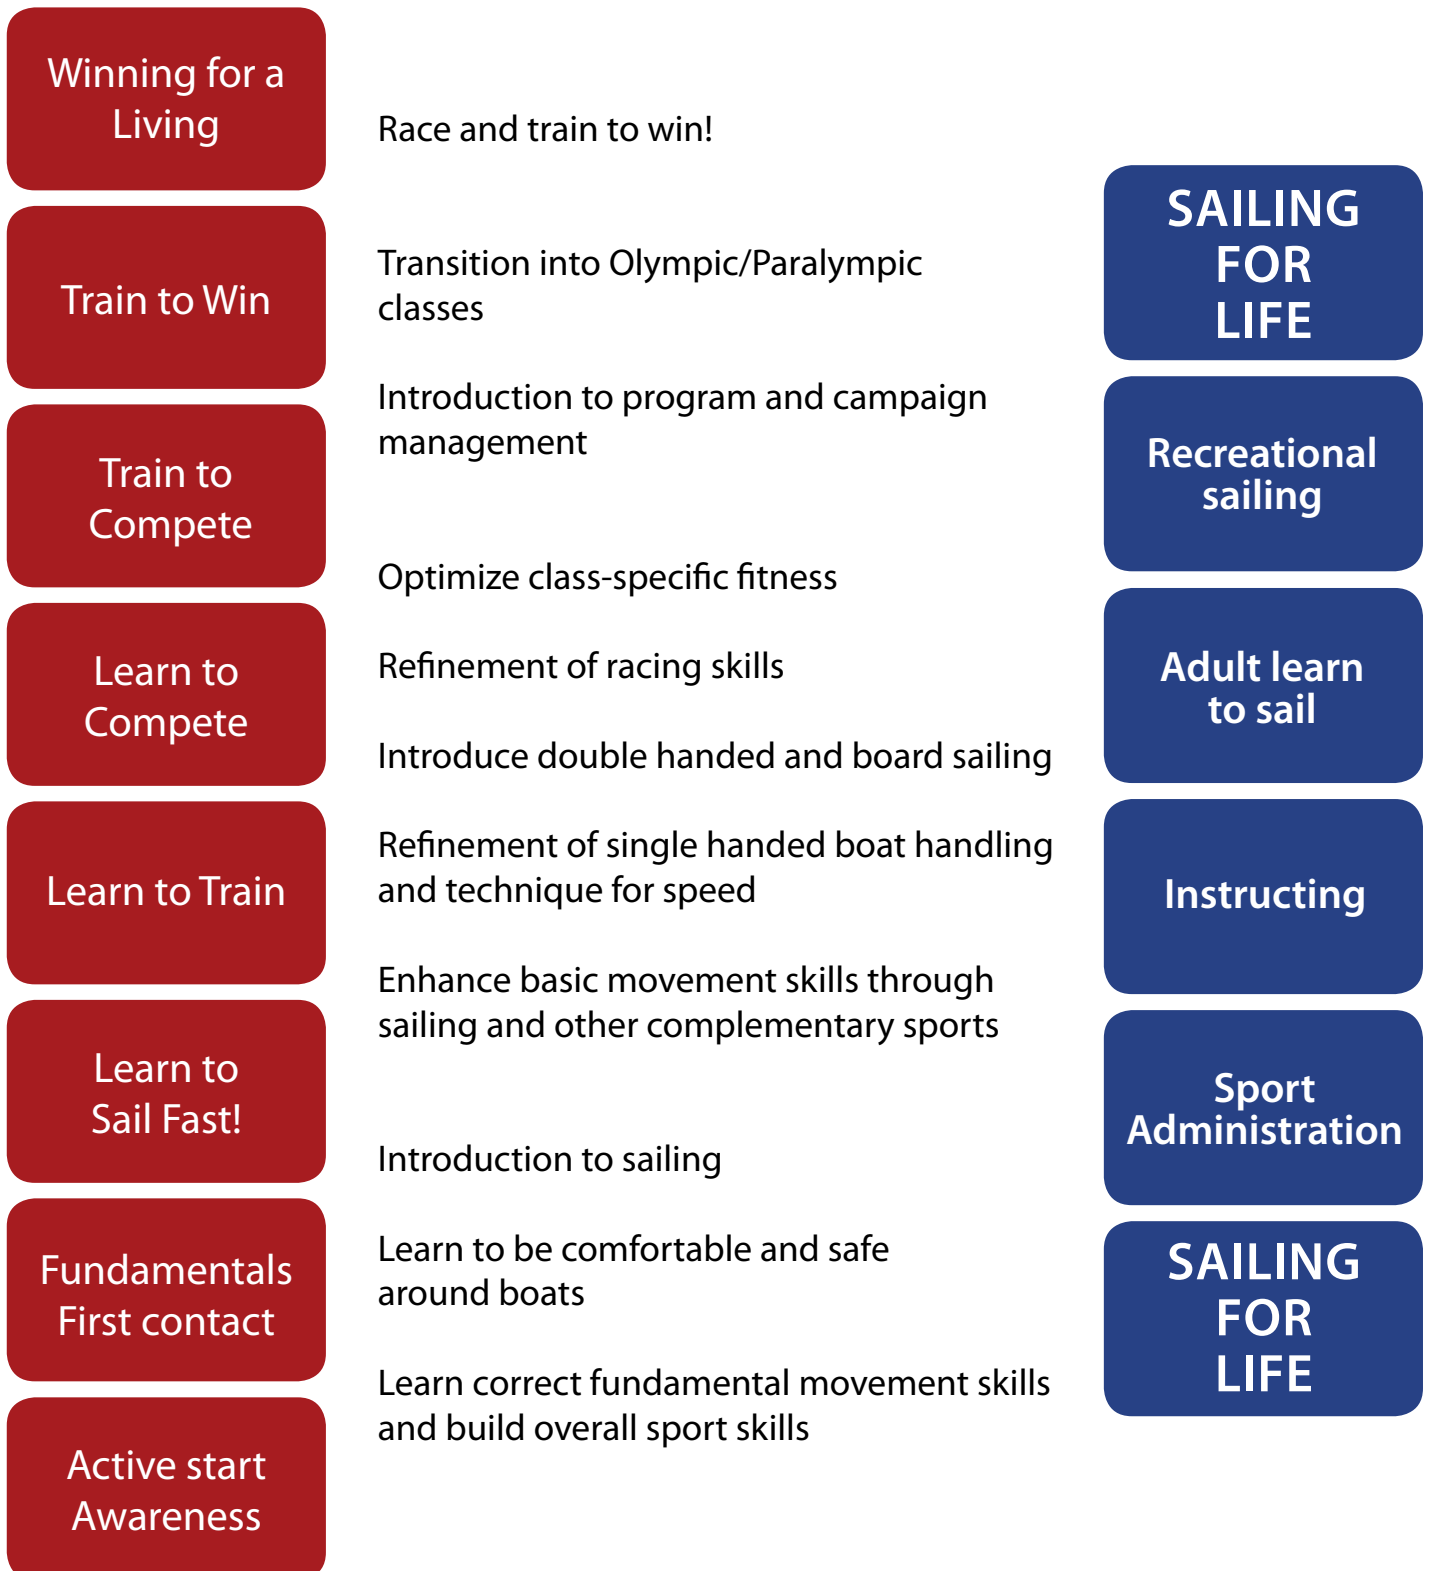 Winning for a
Living
Train to Win
Train to
Compete
Learn to
Compete
Learn to Train
Learn to
Sail Fast!
Fundamentals
First contact
Active start
Awareness
Race and train to win!
Transition into Olympic/Paralympic
classes
Introduction to program and campaign
management
Optimize class-specific fitness
Refinement of racing skills
Introduce double handed and board sailing
Refinement of single handed boat handling
and technique for speed
Enhance basic movement skills through
sailing and other complementary sports
Introduction to sailing
Learn to be comfortable and safe
around boats
Learn correct fundamental movement skills
and build overall sport skills
SAILING
FOR
LIFE
Recreational
sailing
Adult learn
to sail
Instructing
Sport
Administration
SAILING
FOR
LIFE